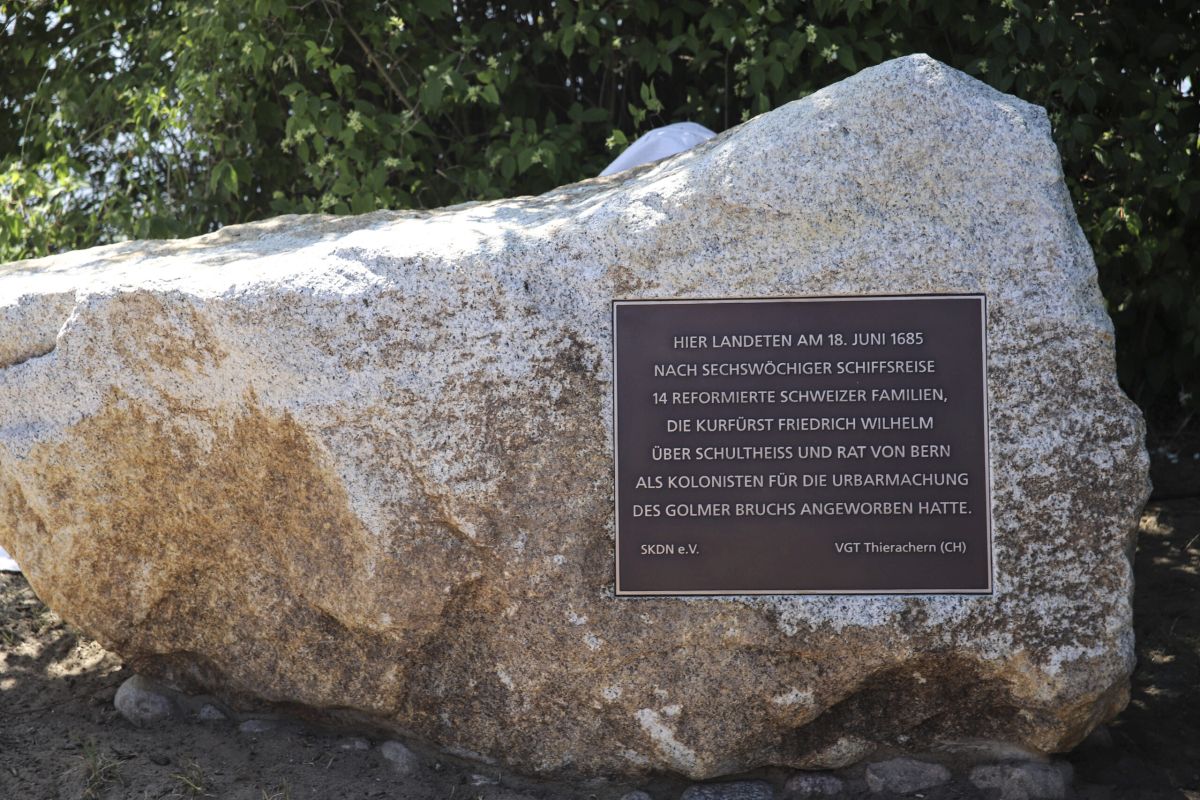 HIER LANDETEN AM 18. JUNI 1685
NACH SECHSWÖCHIGER SCHIFFSREISE
14 REFORMIERTE SCHWEIZER FAMILIEN,
DIE KURFÜRST FRIEDRICH WILHELM
ÜBER SCHULTHEISS UND RAT VON BERN
ALS KOLONISTEN FÜR DIE URBARMACHUNG
DES GOLMER BRUCHS ANGEWORBEN HATTE.
SKDN e.V. VGT Thierachern (CH)